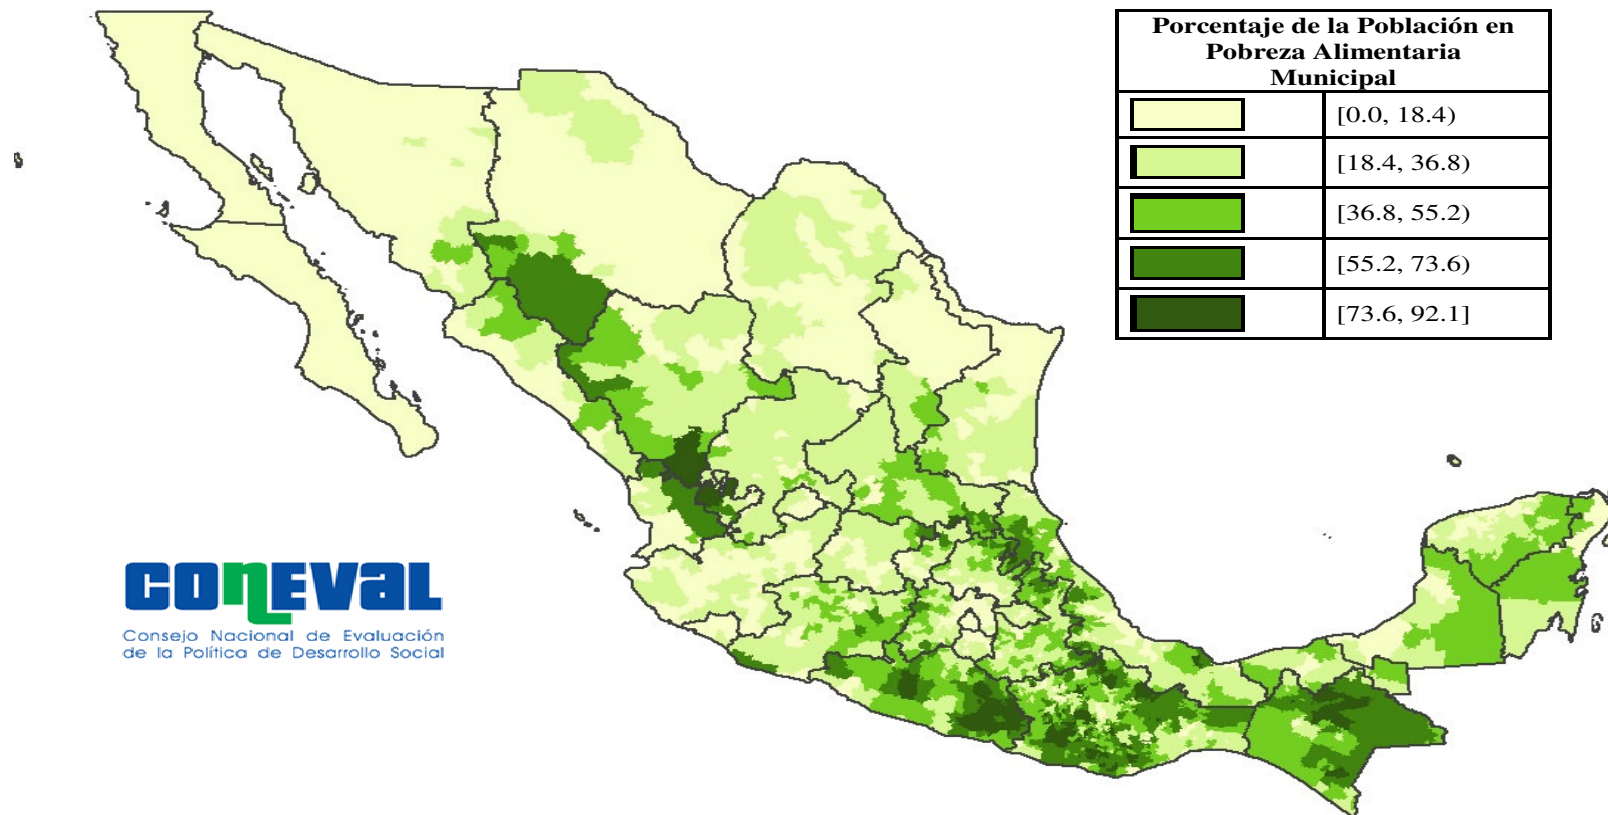 Porcentaje de la Población en
Pobreza Alimentaria
Municipal
[0.0, 18.4)
[18.4, 36.8)
[36.8, 55.2)
[55.2, 73.6)
[73.6, 92.1]
CONEVAL
Consejo Nacional de Evaluación
de la Política de Desarrollo Social